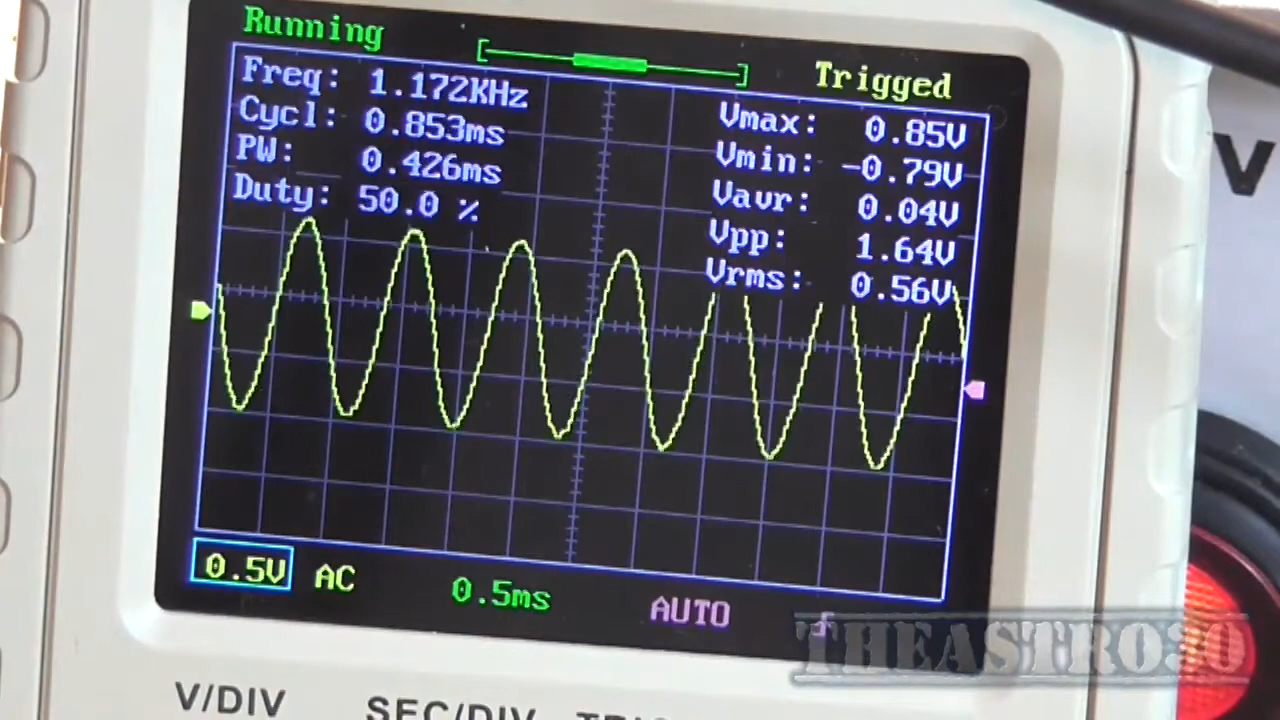 Running
Trigged
Freq: 1.172KHz
Cycl: 0.853ms
PW: 0.426ms
Duty: 50.0 %
Vmax: 0.85V
Vmin: -0.79V
Vavr: 0.04V
Vpp: 1.64V
Vrms: 0.56V
V
0.5V AC 0.5ms AUTO
THEASTRO30
V/DIV SEC/DIV